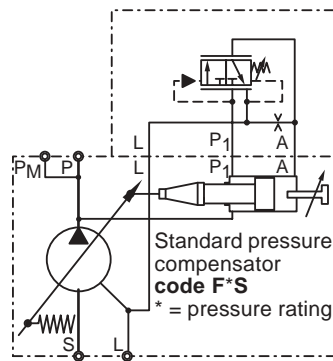 L
P1
A
PM
P
L
P1
A
Standard pressure
compensator
code F*S
* = pressure rating
S
L